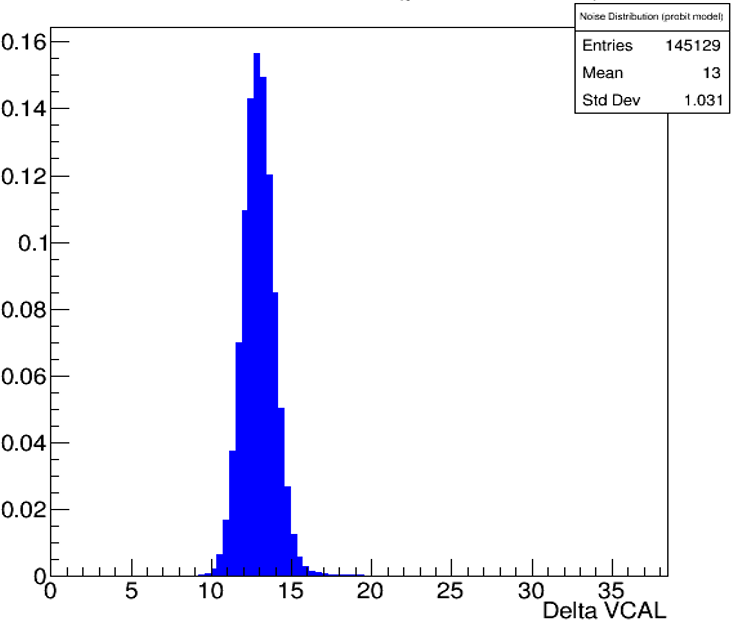 Noise Distribution (probit model)
Entries 145129
Mean 13
Std Dev 1.031
0.16
0.14
0.12
0.1
0.08
0.06
0.04
0.02
0
0 5 10 15 20 25 30 35
Delta VCAL